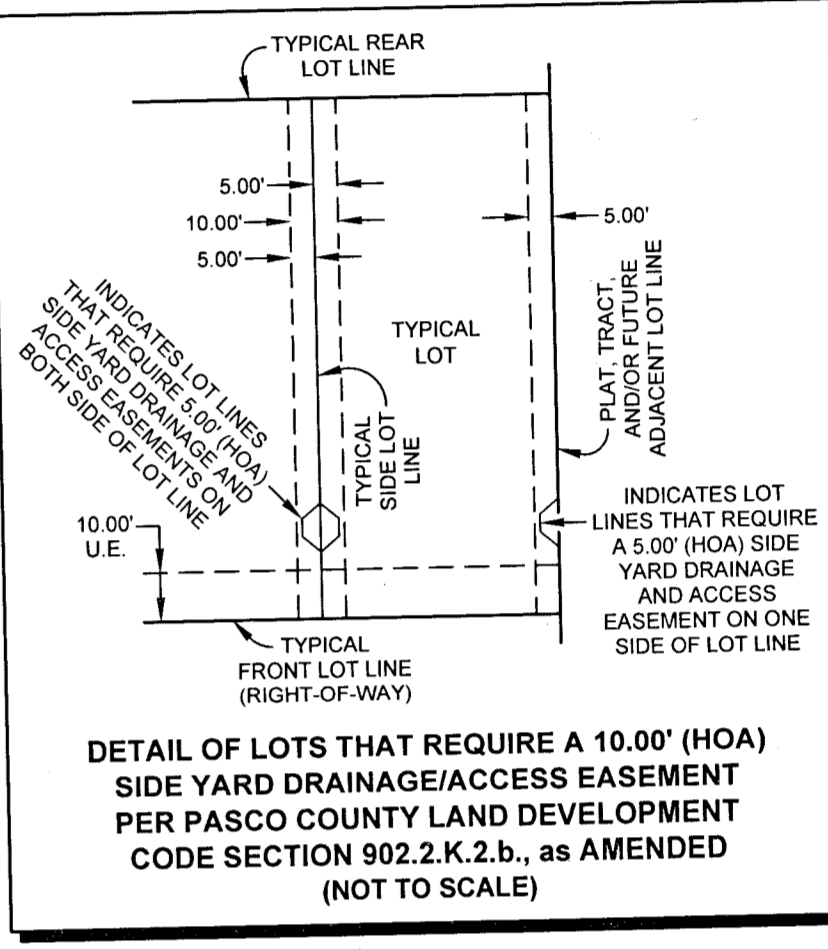 TYPICAL REAR
LOT LINE
5.00'
10.00'
5.00'
5.00'
INDICATES LOT LINES
THAT REQUIRE 5.00' (HOA)
SIDE YARD DRAINAGE AND
ACCESS EASEMENTS ON
BOTH SIDE OF LOT LINE
TYPICAL
LOT
TYPICAL
SIDE LOT
LINE
PLAT, TRACT,
AND/OR FUTURE
ADJACENT LOT LINE
10.00'
U.E.
INDICATES LOT
LINES THAT REQUIRE
A 5.00' (HOA) SIDE
YARD DRAINAGE
AND ACCESS
EASEMENT ON ONE
SIDE OF LOT LINE
TYPICAL
FRONT LOT LINE
(RIGHT-OF-WAY)
DETAIL OF LOTS THAT REQUIRE A 10.00' (HOA)
SIDE YARD DRAINAGE/ACCESS EASEMENT
PER PASCO COUNTY LAND DEVELOPMENT
CODE SECTION 902.2.K.2.b., as AMENDED
(NOT TO SCALE)